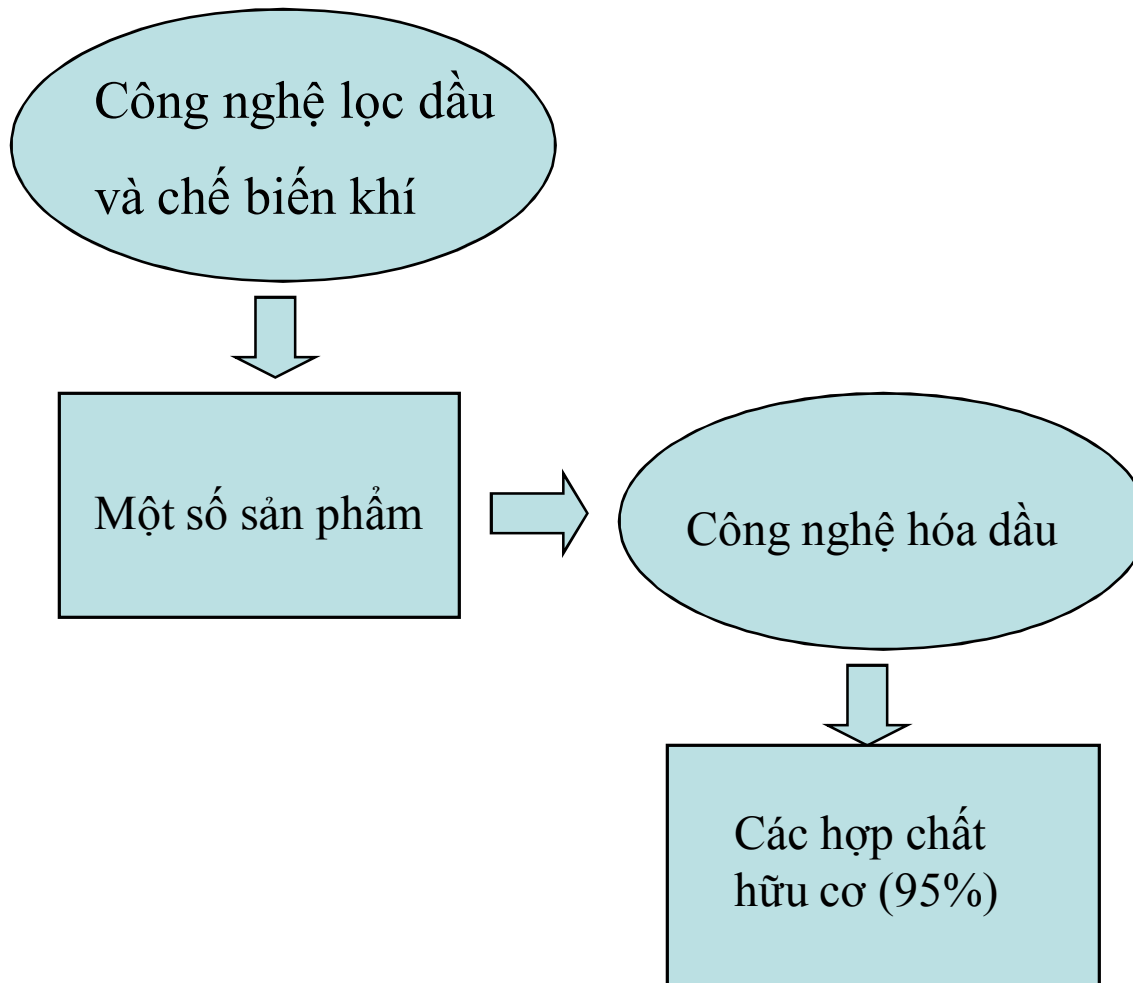 Công nghệ lọc dầu
và chế biến khí
Một số sản phẩm
Công nghệ hóa dầu
Các hợp chất
hữu cơ (95%)